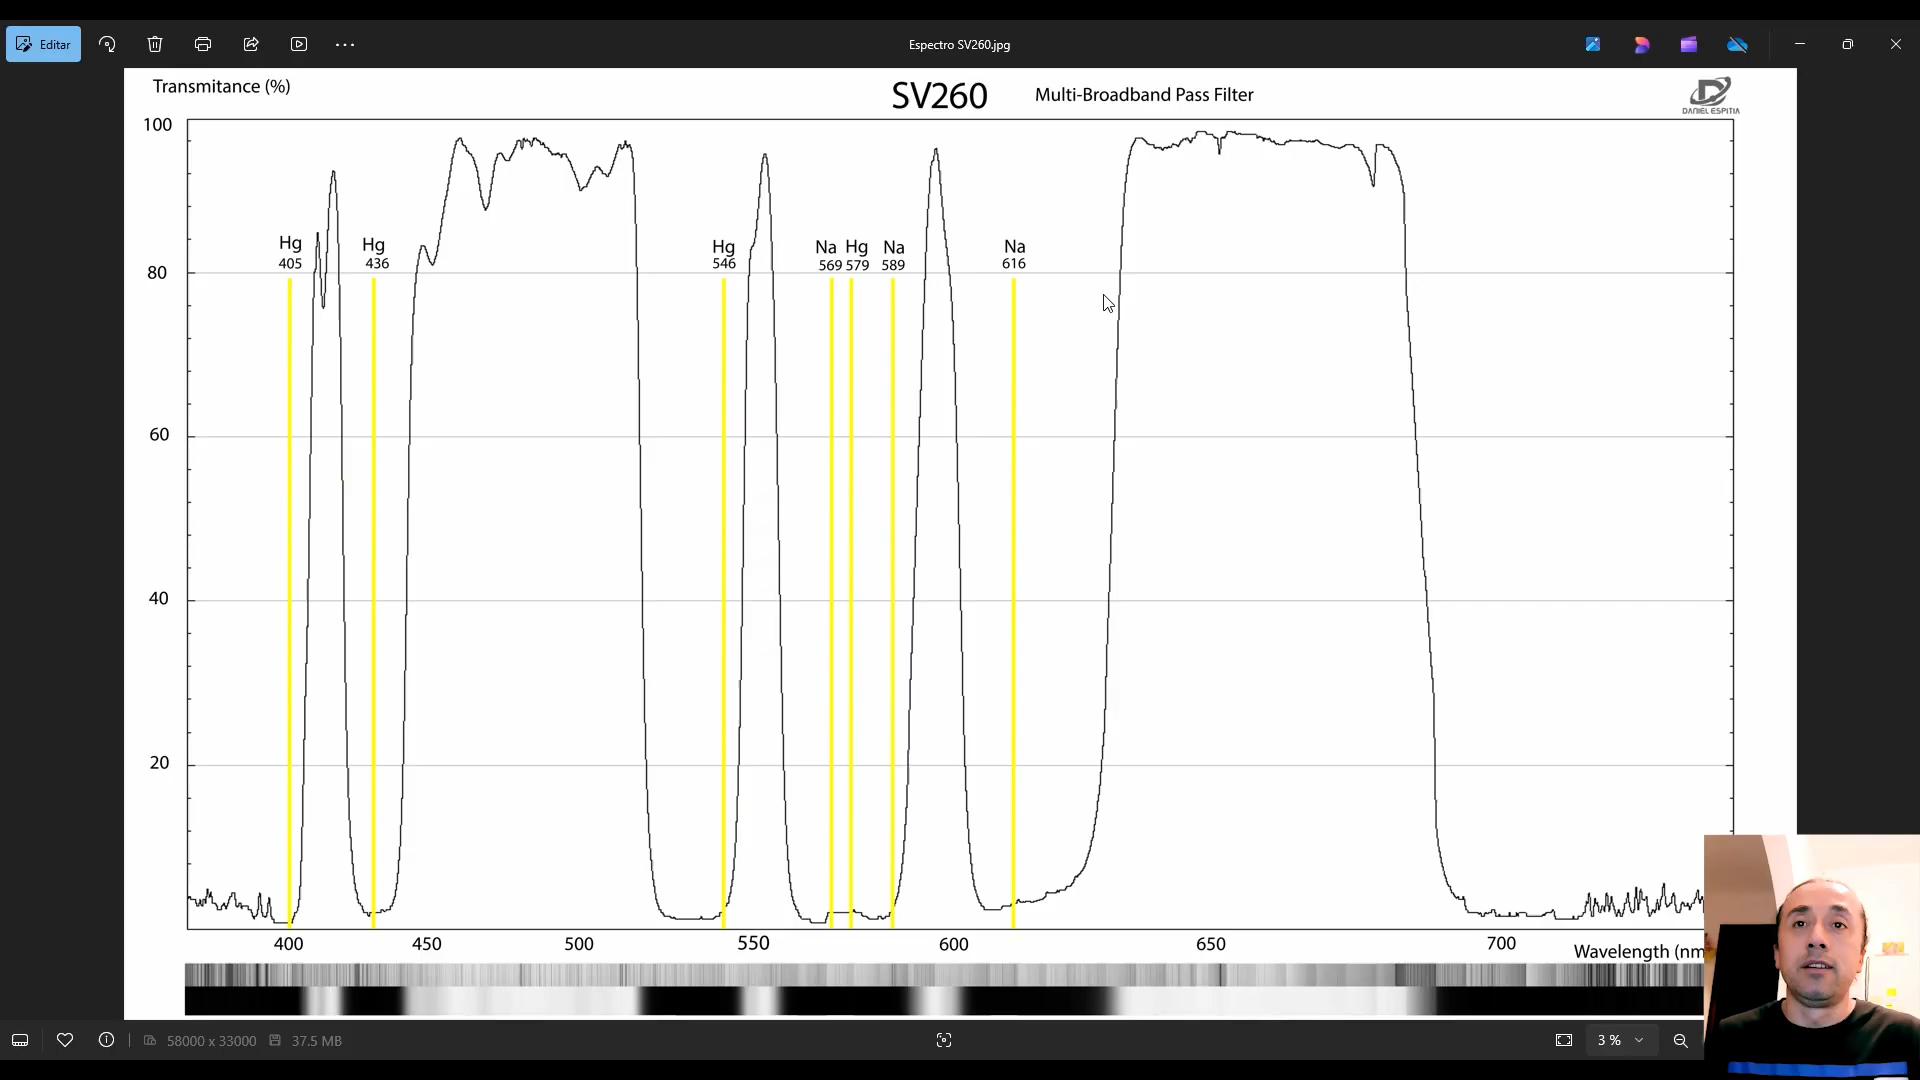 Editar
Espectro SV260.jpg
Transmitance (%)
SV260
Multi-Broadband Pass Filter
DANIEL ESPITIA
100
80
60
40
20
Hg
405
Hg
436
Hg
546
Na Hg Na
569 579 589
Na
616
400 450 500 550 600 650 700
Wavelength (nm
58000 x 33000 37.5 MB
3 %